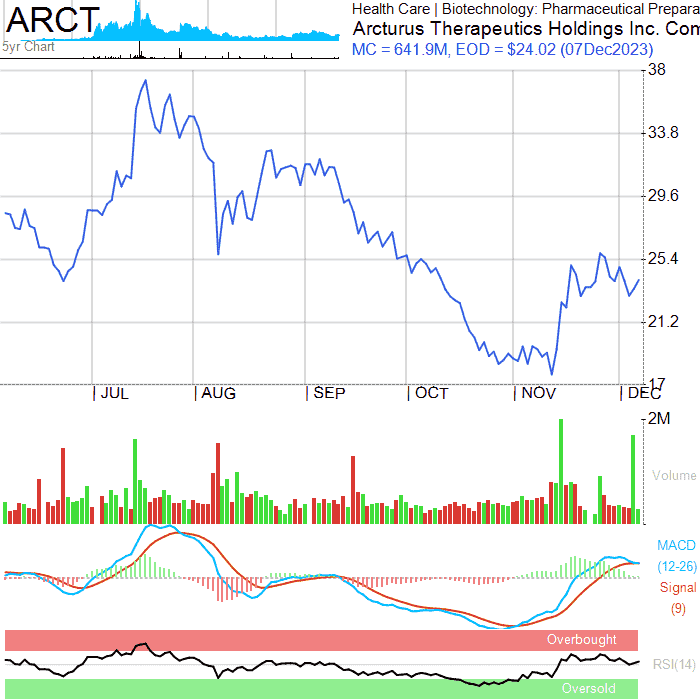 ARCT
5yr Chart
Health Care | Biotechnology: Pharmaceutical Prepara
Arcturus Therapeutics Holdings Inc. Com
MC = 641.9M, EOD = $24.02 (07Dec2023)
38
33.8
29.6
25.4
21.2
17
JUL AUG SEP OCT NOV DEC
2M
Volume
MACD
(12-26)
Signal
(9)
Overbought
RSI(14)
Oversold